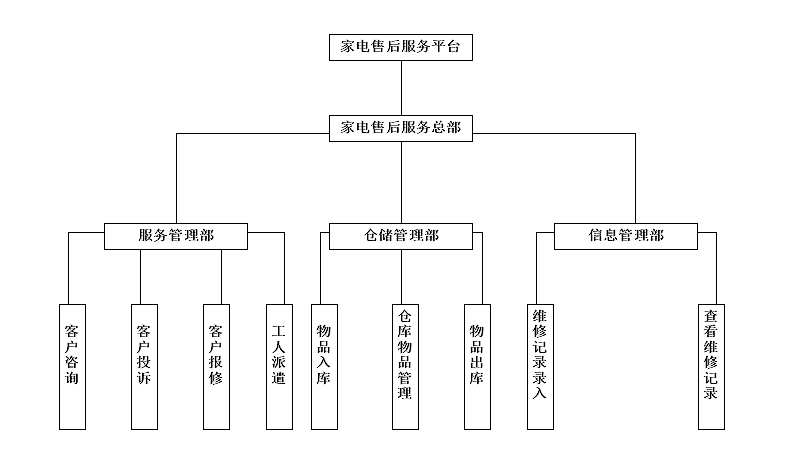 家电售后服务平台
家电售后服务总部
服务管理部
仓储管理部
信息管理部
客户咨询
客户投诉
客户报修
工人派遣
物品入库
仓库物品管理
物品出库
维修记录录入
查看维修记录